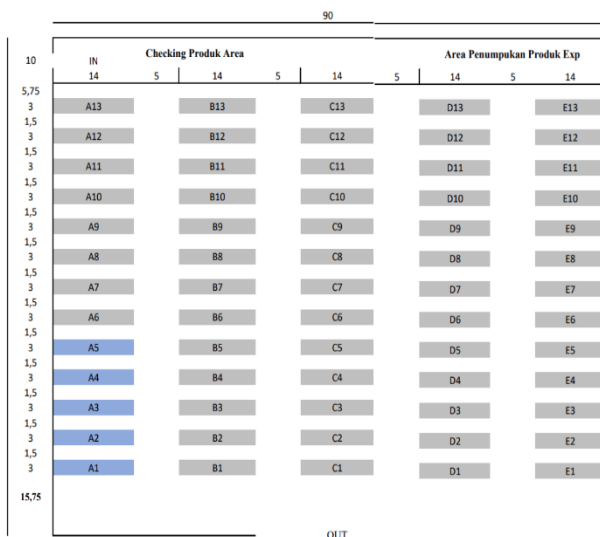 90
Checking Produk Area Area Penumpukan Produk Exp
10 IN
14 5 14 5 14 5 14 5 14
5,75
3 A13 B13 C13 D13 E13
1,5
3 A12 B12 C12 D12 E12
1,5
3 A11 B11 C11 D11 E11
1,5
3 A10 B10 C10 D10 E10
1,5
3 A9 B9 C9 D9 E9
1,5
3 A8 B8 C8 D8 E8
1,5
3 A7 B7 C7 D7 E7
1,5
3 A6 B6 C6 D6 E6
1,5
3 A5 B5 C5 D5 E5
1,5
3 A4 B4 C4 D4 E4
1,5
3 A3 B3 C3 D3 E3
1,5
3 A2 B2 C2 D2 E2
1,5
3 A1 B1 C1 D1 E1
15,75
OUT